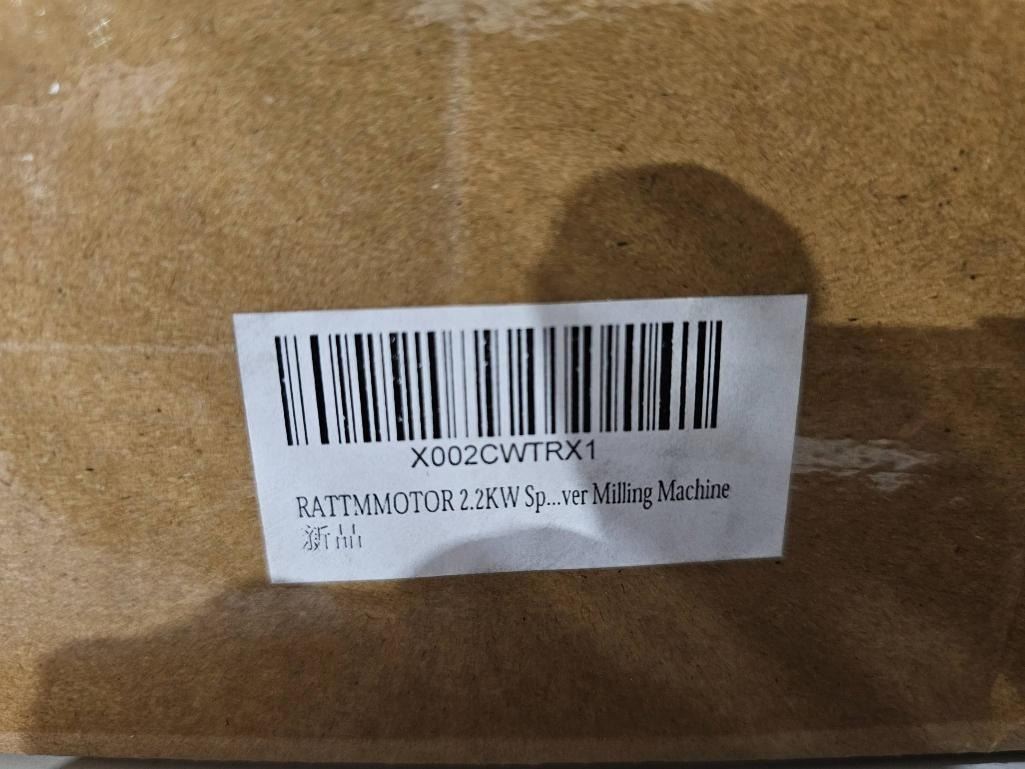 X002CWTRX1
RATTMMOTOR 2.2KW Sp...ver Milling Machine
新品